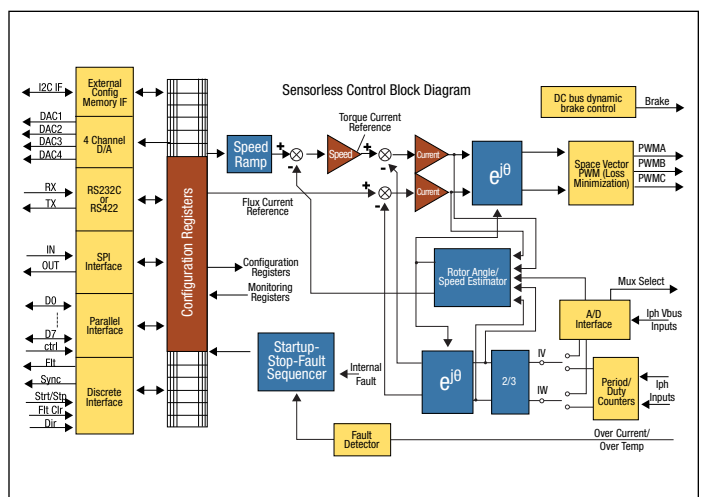 Sensorless Control Block Diagram
I2C IF
External
Config
Memory IF
DAC1
DAC2
DAC3
DAC4
4 Channel
D/A
RX
TX
RS232C
or
RS422
IN
OUT
SPI
Interface
D0
D7
ctrl
Parallel
Interface
Flt
Sync
Strt/Stp
Flt Clr
Dir
Discrete
Interface
Configuration Registers
Speed
Ramp
+
-
Speed
Torque Current
Reference
+
-
Current
+
-
Current
Flux Current
Reference
Configuration
Registers
Monitoring
Registers
Startup-
Stop-Fault
Sequencer
Internal
Fault
Fault
Detector
Over Current/
Over Temp
ejθ
Rotor Angle/
Speed Estimator
ejθ
2/3
IV
IW
DC bus dynamic
brake control
Brake
Space Vector
PWM (Loss
Minimization)
PWMA
PWMB
PWMC
Mux Select
A/D
Interface
Iph Vbus
Inputs
Period/
Duty
Counters
Iph
Inputs